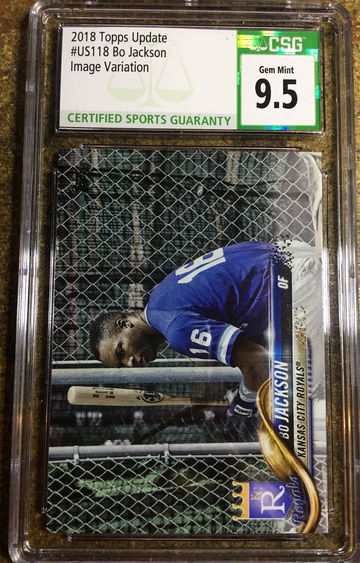 2018 Topps Update
#US118 Bo Jackson
Image Variation
CERTIFIED SPORTS GUARANTY
CSG
Gem Mint
9.5
16
16
BO JACKSON OF
KANSAS CITY ROYALS®
KC
R
Royals